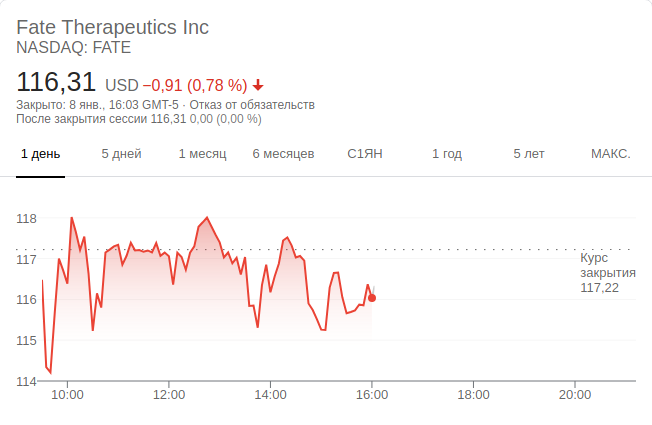 Fate Therapeutics Inc
NASDAQ: FATE
116,31 USD −0,91 (0,78 %)
Закрыто: 8 янв., 16:03 GMT-5 · Отказ от обязательств
После закрытия сессии 116,31 0,00 (0,00 %)
1 день 5 дней 1 месяц 6 месяцев С1ЯН 1 год 5 лет МАКС.
118
117
116
115
114
Курс
закрытия
117,22
10:00 12:00 14:00 16:00 18:00 20:00